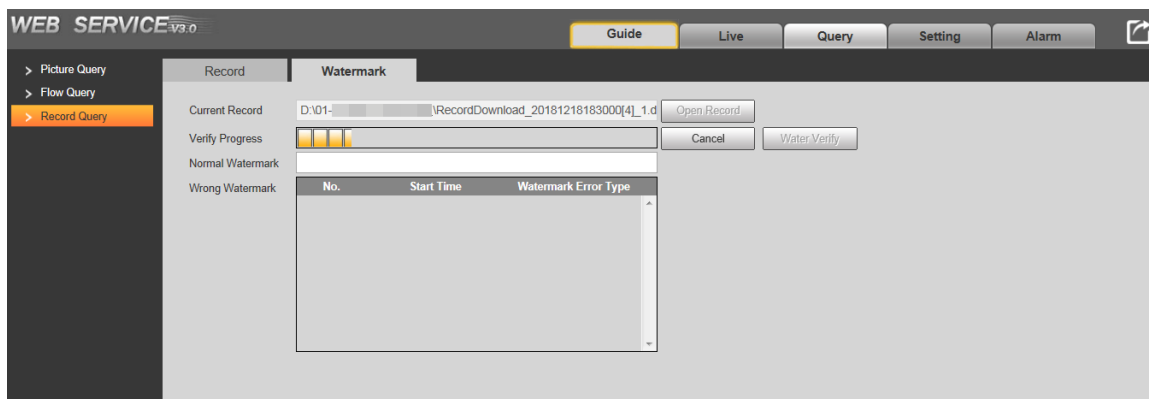 WEB SERVICE V3.0
Guide Live Query Setting Alarm
> Picture Query
> Flow Query
> Record Query
Record Watermark
Current Record D:\01- \RecordDownload_20181218183000[4]_1.d Open Record
Verify Progress Cancel Water Verify
Normal Watermark
Wrong Watermark No. Start Time Watermark Error Type